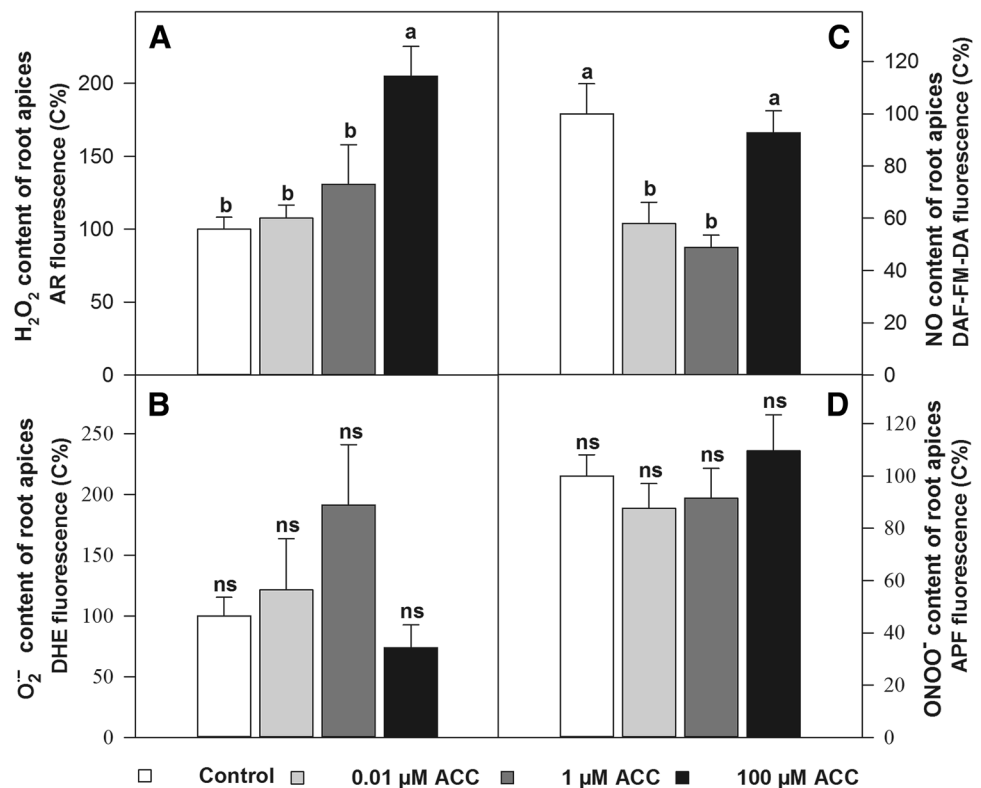 A
H₂O₂ content of root apices
AR flourescence (C%)
200
150
100
50
0
b
b
b
a
C
NO content of root apices
DAF-FM-DA fluorescence (C%)
120
100
80
60
40
20
0
a
b
b
a
B
O₂·⁻ content of root apices
DHE fluorescence (C%)
250
200
150
100
50
0
ns
ns
ns
ns
D
ONOO⁻ content of root apices
APF fluorescence (C%)
120
100
80
60
40
20
0
ns
ns
ns
ns
Control 0.01 µM ACC 1 µM ACC 100 µM ACC